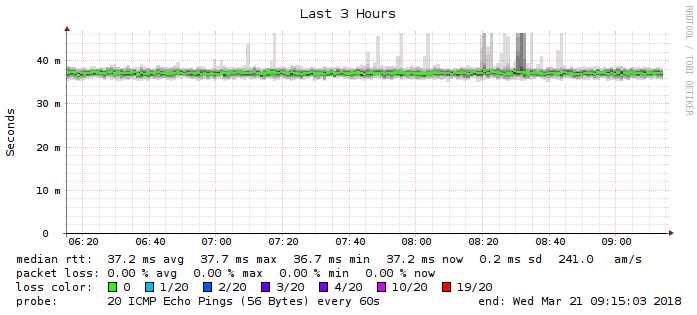 Last 3 Hours
RRDTOOL / TOBI OETIKER
Seconds
40 m
30 m
20 m
10 m
0
06:20 06:40 07:00 07:20 07:40 08:00 08:20 08:40 09:00
median rtt: 37.2 ms avg 37.7 ms max 36.7 ms min 37.2 ms now 0.2 ms sd 241.0 am/s
packet loss: 0.00 % avg 0.00 % max 0.00 % min 0.00 % now
loss color: 0 1/20 2/20 3/20 4/20 10/20 19/20
probe: 20 ICMP Echo Pings (56 Bytes) every 60s end: Wed Mar 21 09:15:03 2018